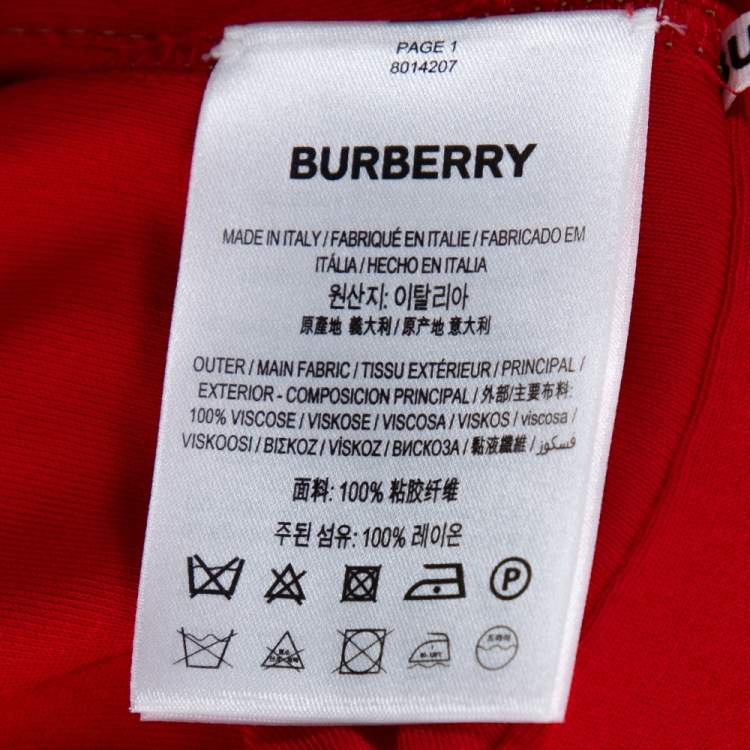 PAGE 1
8014207
BURBERRY
MADE IN ITALY / FABRIQUÉ EN ITALIE / FABRICADO EM
ITÁLIA / HECHO EN ITALIA
원산지: 이탈리아
原產地 義大利 / 原产地 意大利
OUTER / MAIN FABRIC / TISSU EXTÉRIEUR / PRINCIPAL /
EXTERIOR - COMPOSICION PRINCIPAL / 外部/主要布料:
100% VISCOSE / VISKOSE / VISCOSA / VISKOS / viscosa /
VISKOOSI / ΒΙΣΚΟΖ / VİSKOZ / ВИСКОЗА / 黏液纖維 / فسكوز
面料: 100% 粘胶纤维
주된 섬유: 100% 레이온
P
드라이